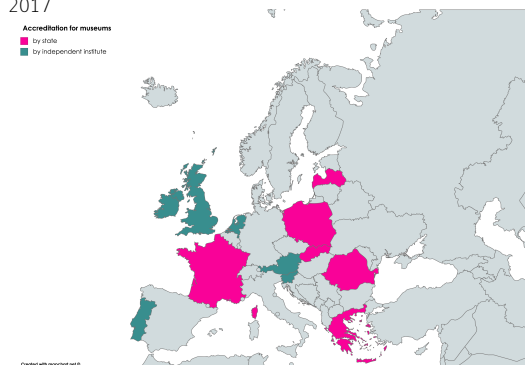 2017
Accreditation for museums
by state
by independent institute
Created with mapchart.net ©